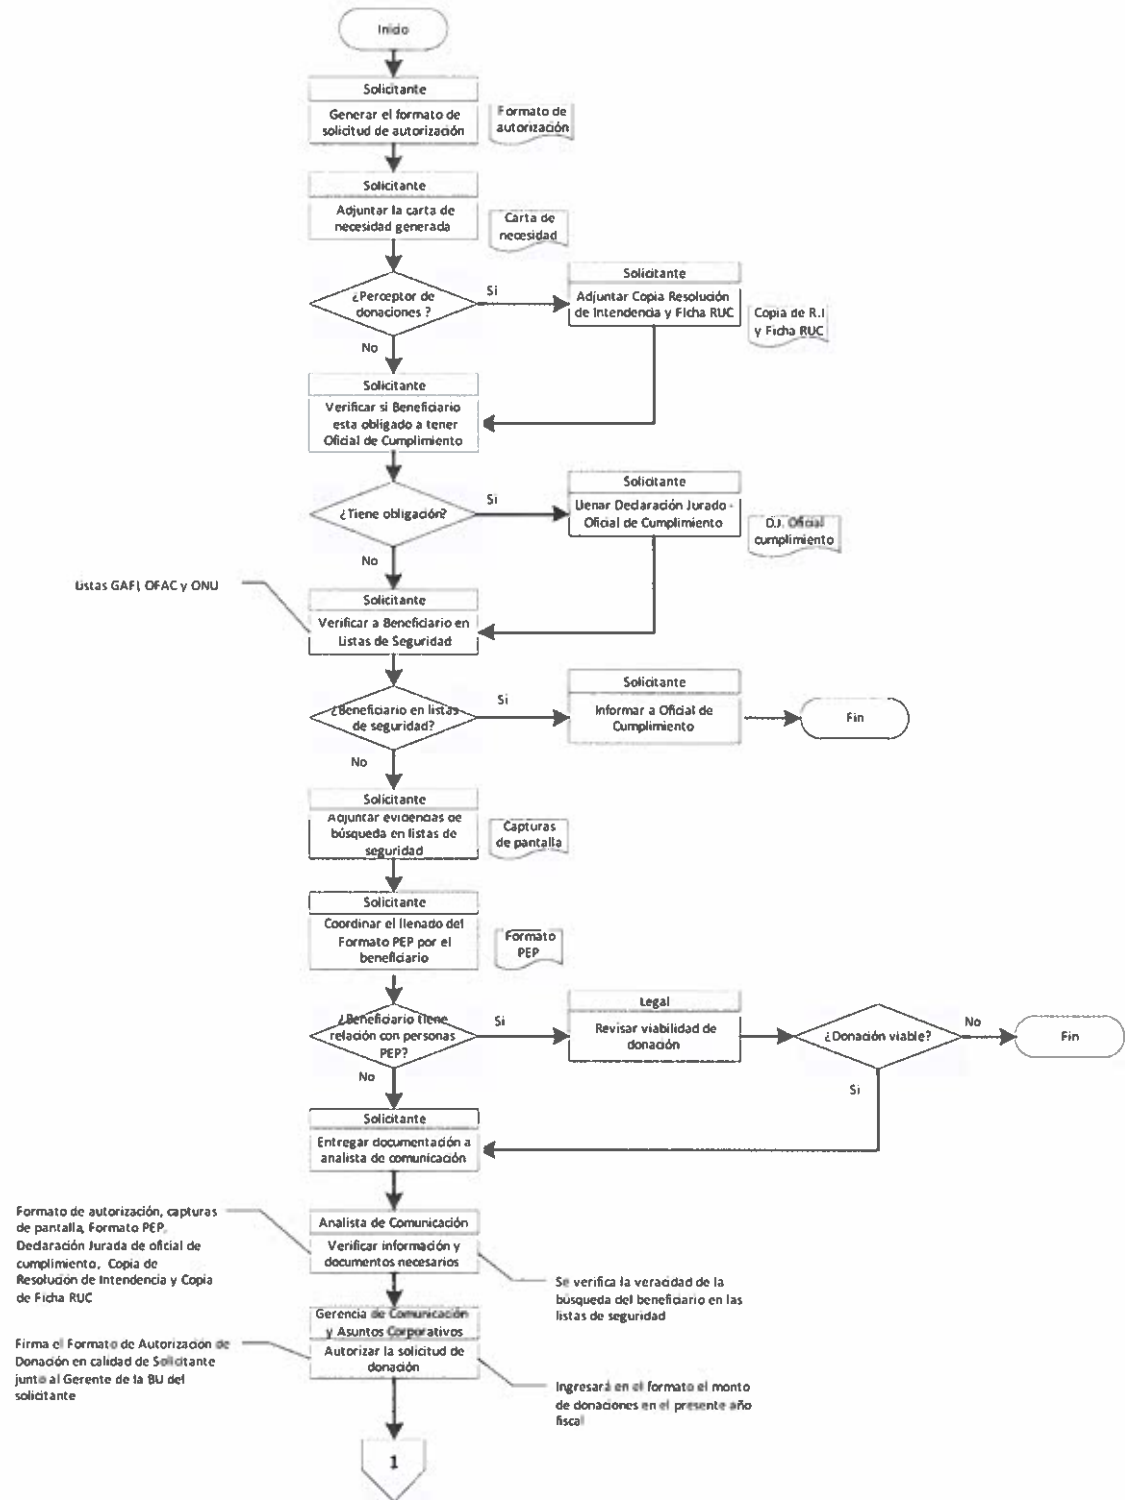 Inicio
Solicitante
Generar el formato de
solicitud de autorización
Formato de
autorización
Solicitante
Adjuntar la carta de
necesidad generada
Carta de
necesidad
¿Perceptor de
donaciones ?
Si
No
Solicitante
Adjuntar Copia Resolución
de Intendencia y Ficha RUC
Copia de R.I
y Ficha RUC
Solicitante
Verificar si Beneficiario
esta obligado a tener
Oficial de Cumplimiento
¿Tiene obligación?
Si
No
Solicitante
Llenar Declaración Jurado -
Oficial de Cumplimiento
D.J. Oficial
cumplimiento
Listas GAFI, OFAC y ONU
Solicitante
Verificar a Beneficiario en
Listas de Seguridad
¿Beneficiario en listas
de seguridad?
Si
No
Solicitante
Informar a Oficial de
Cumplimiento
Fin
Solicitante
Adjuntar evidencias de
búsqueda en listas de
seguridad
Capturas
de pantalla
Solicitante
Coordinar el llenado del
Formato PEP por el
beneficiario
Formato
PEP
¿Beneficiario tiene
relación con personas
PEP?
Si
No
Legal
Revisar viabilidad de
donación
¿Donación viable?
No
Fin
Si
Solicitante
Entregar documentación a
analista de comunicación
Formato de autorización, capturas
de pantalla, Formato PEP,
Declaración Jurada de oficial de
cumplimiento, Copia de
Resolución de Intendencia y Copia
de Ficha RUC
Analista de Comunicación
Verificar información y
documentos necesarios
Se verifica la veracidad de la
búsqueda del beneficiario en las
listas de seguridad
Gerencia de Comunicación
y Asuntos Corporativos
Autorizar la solicitud de
donación
Firma el Formato de Autorización de
Donación en calidad de Solicitante
junto al Gerente de la BU del
solicitante
Ingresará en el formato el monto
de donaciones en el presente año
fiscal
1